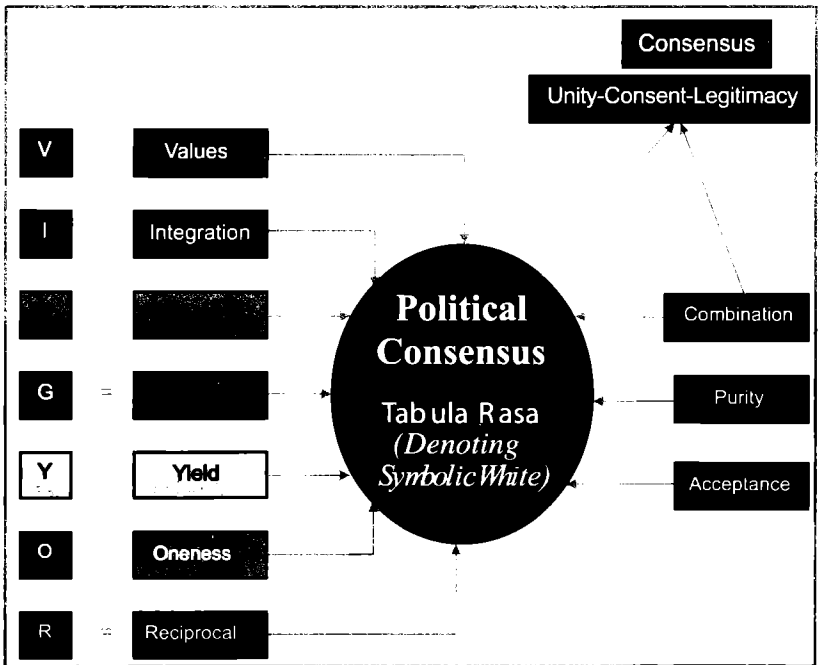 Consensus
Unity-Consent-Legitimacy
V Values
I Integration
G =
Y Yield
O Oneness
R = Reciprocal
Political
Consensus
Tabula Rasa
(Denoting
Symbolic White)
Combination
Purity
Acceptance